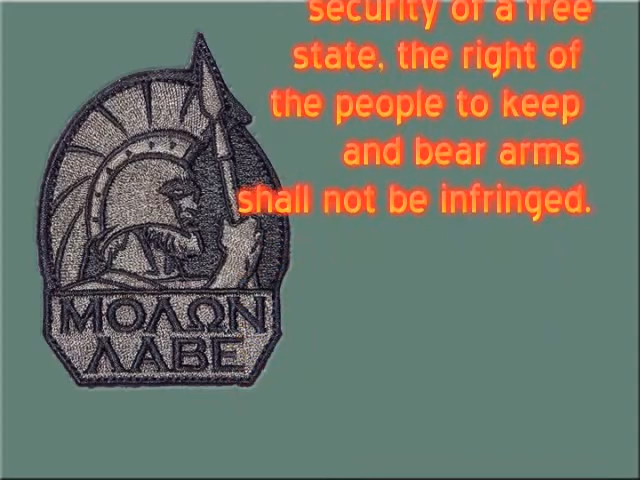 security of a free
state, the right of
the people to keep
and bear arms
shall not be infringed.
ΜΟΛΩΝ
ΛΑΒΕ